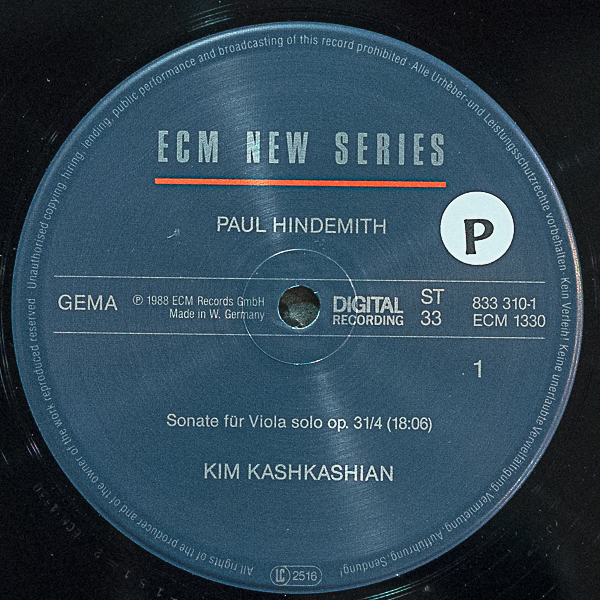 ECM NEW SERIES
PAUL HINDEMITH
P
GEMA
℗ 1988 ECM Records GmbH
Made in W. Germany
DIGITAL
RECORDING
ST
33
833 310-1
ECM 1330
1
Sonate für Viola solo op. 31/4 (18:06)
KIM KASHKASHIAN
LC 2516
All rights of the producer and of the owner of the work reproduced reserved · Unauthorised copying, hiring, lending, public performance and broadcasting of this record prohibited · Alle Urheber- und Leistungsschutzrechte vorbehalten · Kein Verleih! Keine unerlaubte Vervielfältigung, Vermietung, Aufführung, Sendung!